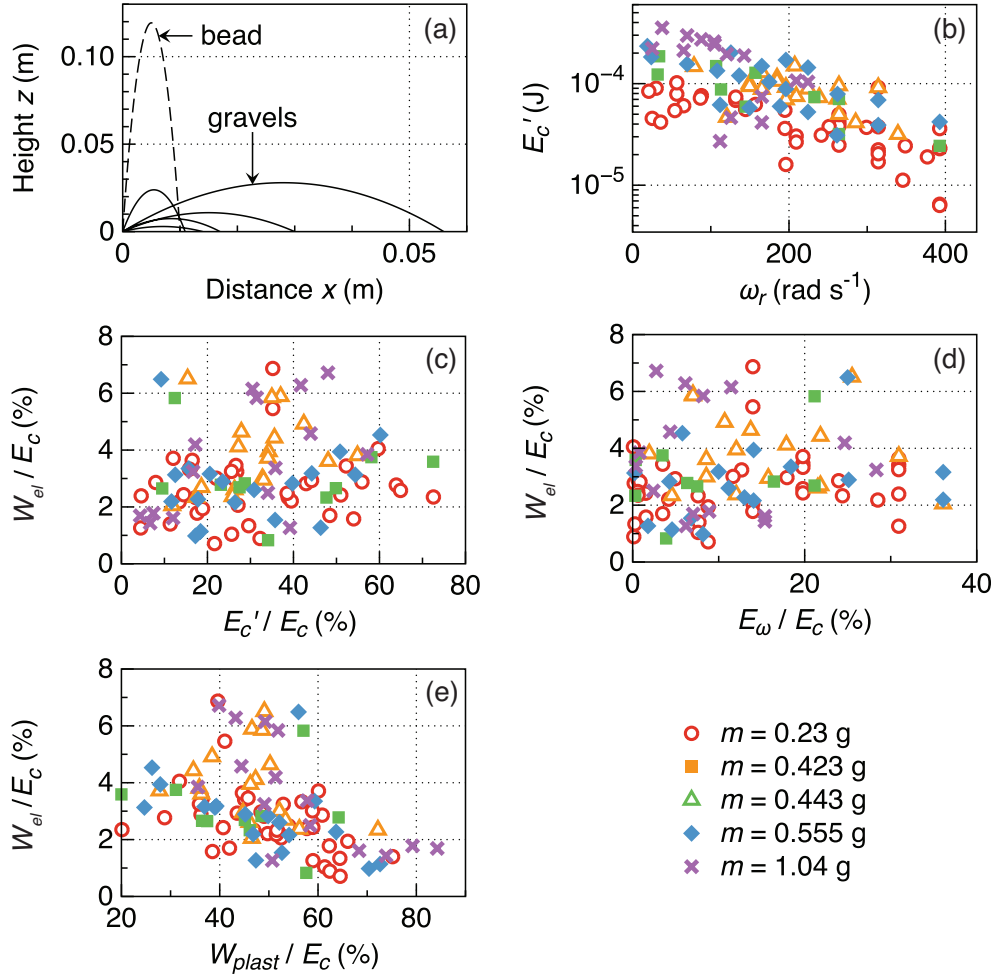 (a)
bead
gravels
Height z (m)
0.10
0.05
0
0
0.05
Distance x (m)
(b)
E_c' (J)
10^-4
10^-5
0
200
400
ω_r (rad s^-1)
(c)
W_el / E_c (%)
8
6
4
2
0
0
20
40
60
80
E_c' / E_c (%)
(d)
W_el / E_c (%)
8
6
4
2
0
0
20
40
E_ω / E_c (%)
(e)
W_el / E_c (%)
8
6
4
2
0
20
40
60
80
W_plast / E_c (%)
m = 0.23 g
m = 0.423 g
m = 0.443 g
m = 0.555 g
m = 1.04 g